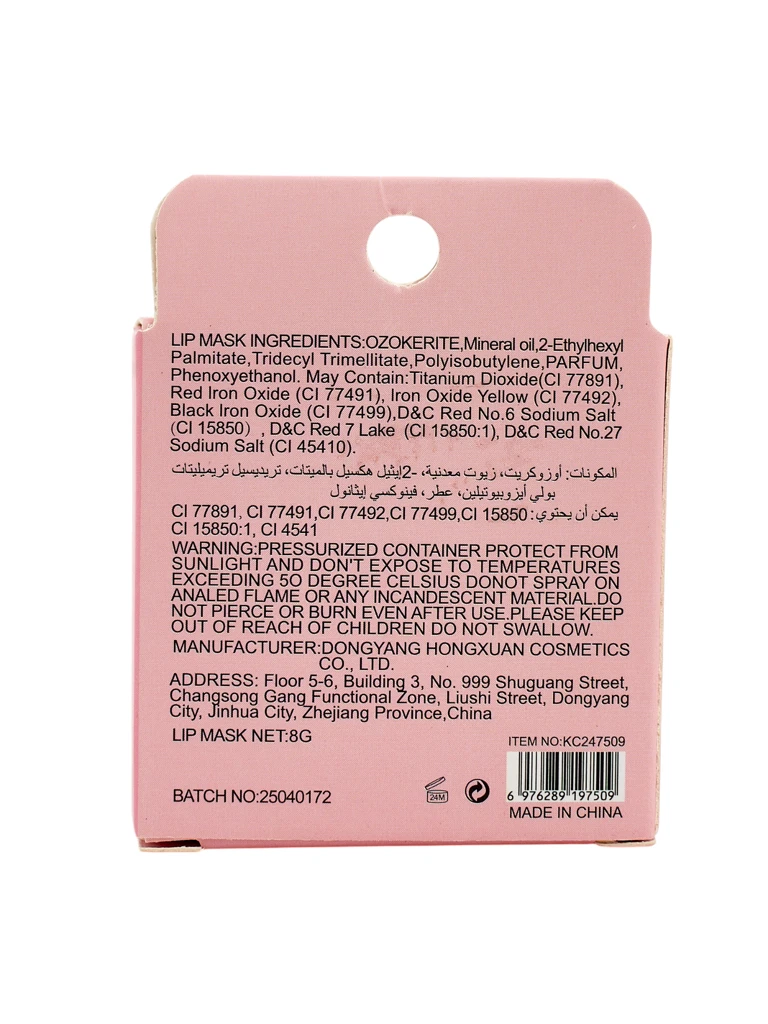 LIP MASK INGREDIENTS:OZOKERITE,Mineral oil,2-Ethylhexyl
Palmitate,Tridecyl Trimellitate,Polyisobutylene,PARFUM,
Phenoxyethanol. May Contain:Titanium Dioxide(CI 77891),
Red Iron Oxide (CI 77491), Iron Oxide Yellow (CI 77492),
Black Iron Oxide (CI 77499),D&C Red No.6 Sodium Salt
(CI 15850) , D&C Red 7 Lake (CI 15850:1), D&C Red No.27
Sodium Salt (CI 45410).
المكونات: أوزوكريت، زيوت معدنية، -2إيثيل هكسيل بالميتات، تريديسيل تريميليتات
بولي أيزوبيوتيلين، عطر، فينوكسي إيثانول
يمكن أن يحتوي: CI 77891, CI 77491,CI 77492,CI 77499,CI 15850
CI 15850:1, CI 4541
WARNING:PRESSURIZED CONTAINER PROTECT FROM
SUNLIGHT AND DON'T EXPOSE TO TEMPERATURES
EXCEEDING 5O DEGREE CELSIUS DONOT SPRAY ON
ANALED FLAME OR ANY INCANDESCENT MATERIAL.DO
NOT PIERCE OR BURN EVEN AFTER USE.PLEASE KEEP
OUT OF REACH OF CHILDREN DO NOT SWALLOW.
MANUFACTURER:DONGYANG HONGXUAN COSMETICS
CO., LTD.
ADDRESS: Floor 5-6, Building 3, No. 999 Shuguang Street,
Changsong Gang Functional Zone, Liushi Street, Dongyang
City, Jinhua City, Zhejiang Province,China
LIP MASK NET:8G
ITEM NO:KC247509
BATCH NO:25040172
24M
6 976289 197509
MADE IN CHINA